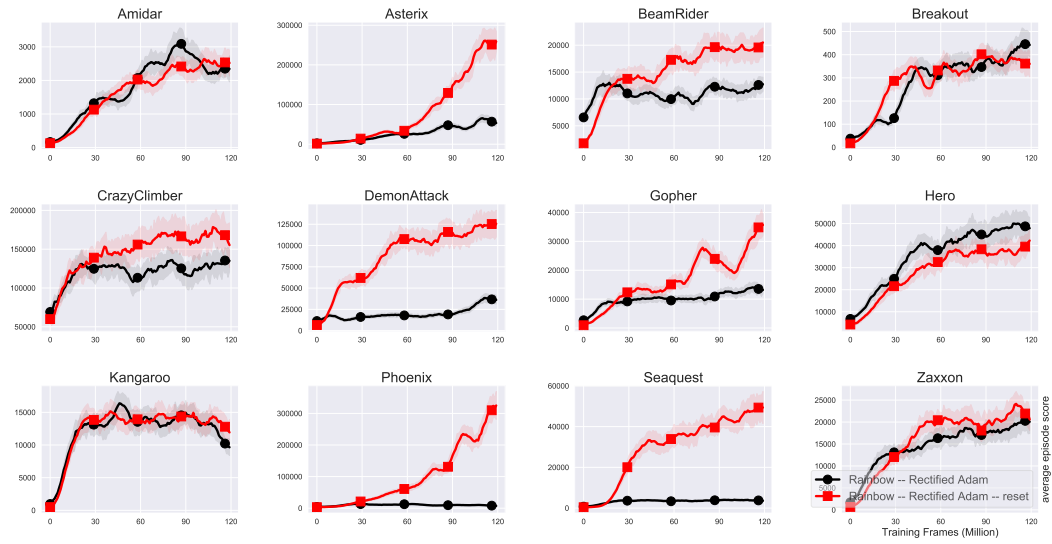 Amidar
Asterix
BeamRider
Breakout
3000
2000
1000
0
0 30 60 90 120
300000
200000
100000
0
0 30 60 90 120
20000
15000
10000
5000
0 30 60 90 120
500
400
300
200
100
0
0 30 60 90 120
CrazyClimber
DemonAttack
Gopher
Hero
200000
150000
100000
50000
0 30 60 90 120
125000
100000
75000
50000
25000
0
0 30 60 90 120
40000
30000
20000
10000
0
0 30 60 90 120
50000
40000
30000
20000
10000
0 30 60 90 120
Kangaroo
Phoenix
Seaquest
Zaxxon
15000
10000
5000
0
0 30 60 90 120
300000
200000
100000
0
0 30 60 90 120
60000
40000
20000
0
0 30 60 90 120
25000
20000
15000
10000
5000
0
0 30 60 90 120
Rainbow -- Rectified Adam
Rainbow -- Rectified Adam -- reset
Training Frames (Million)
average episode score